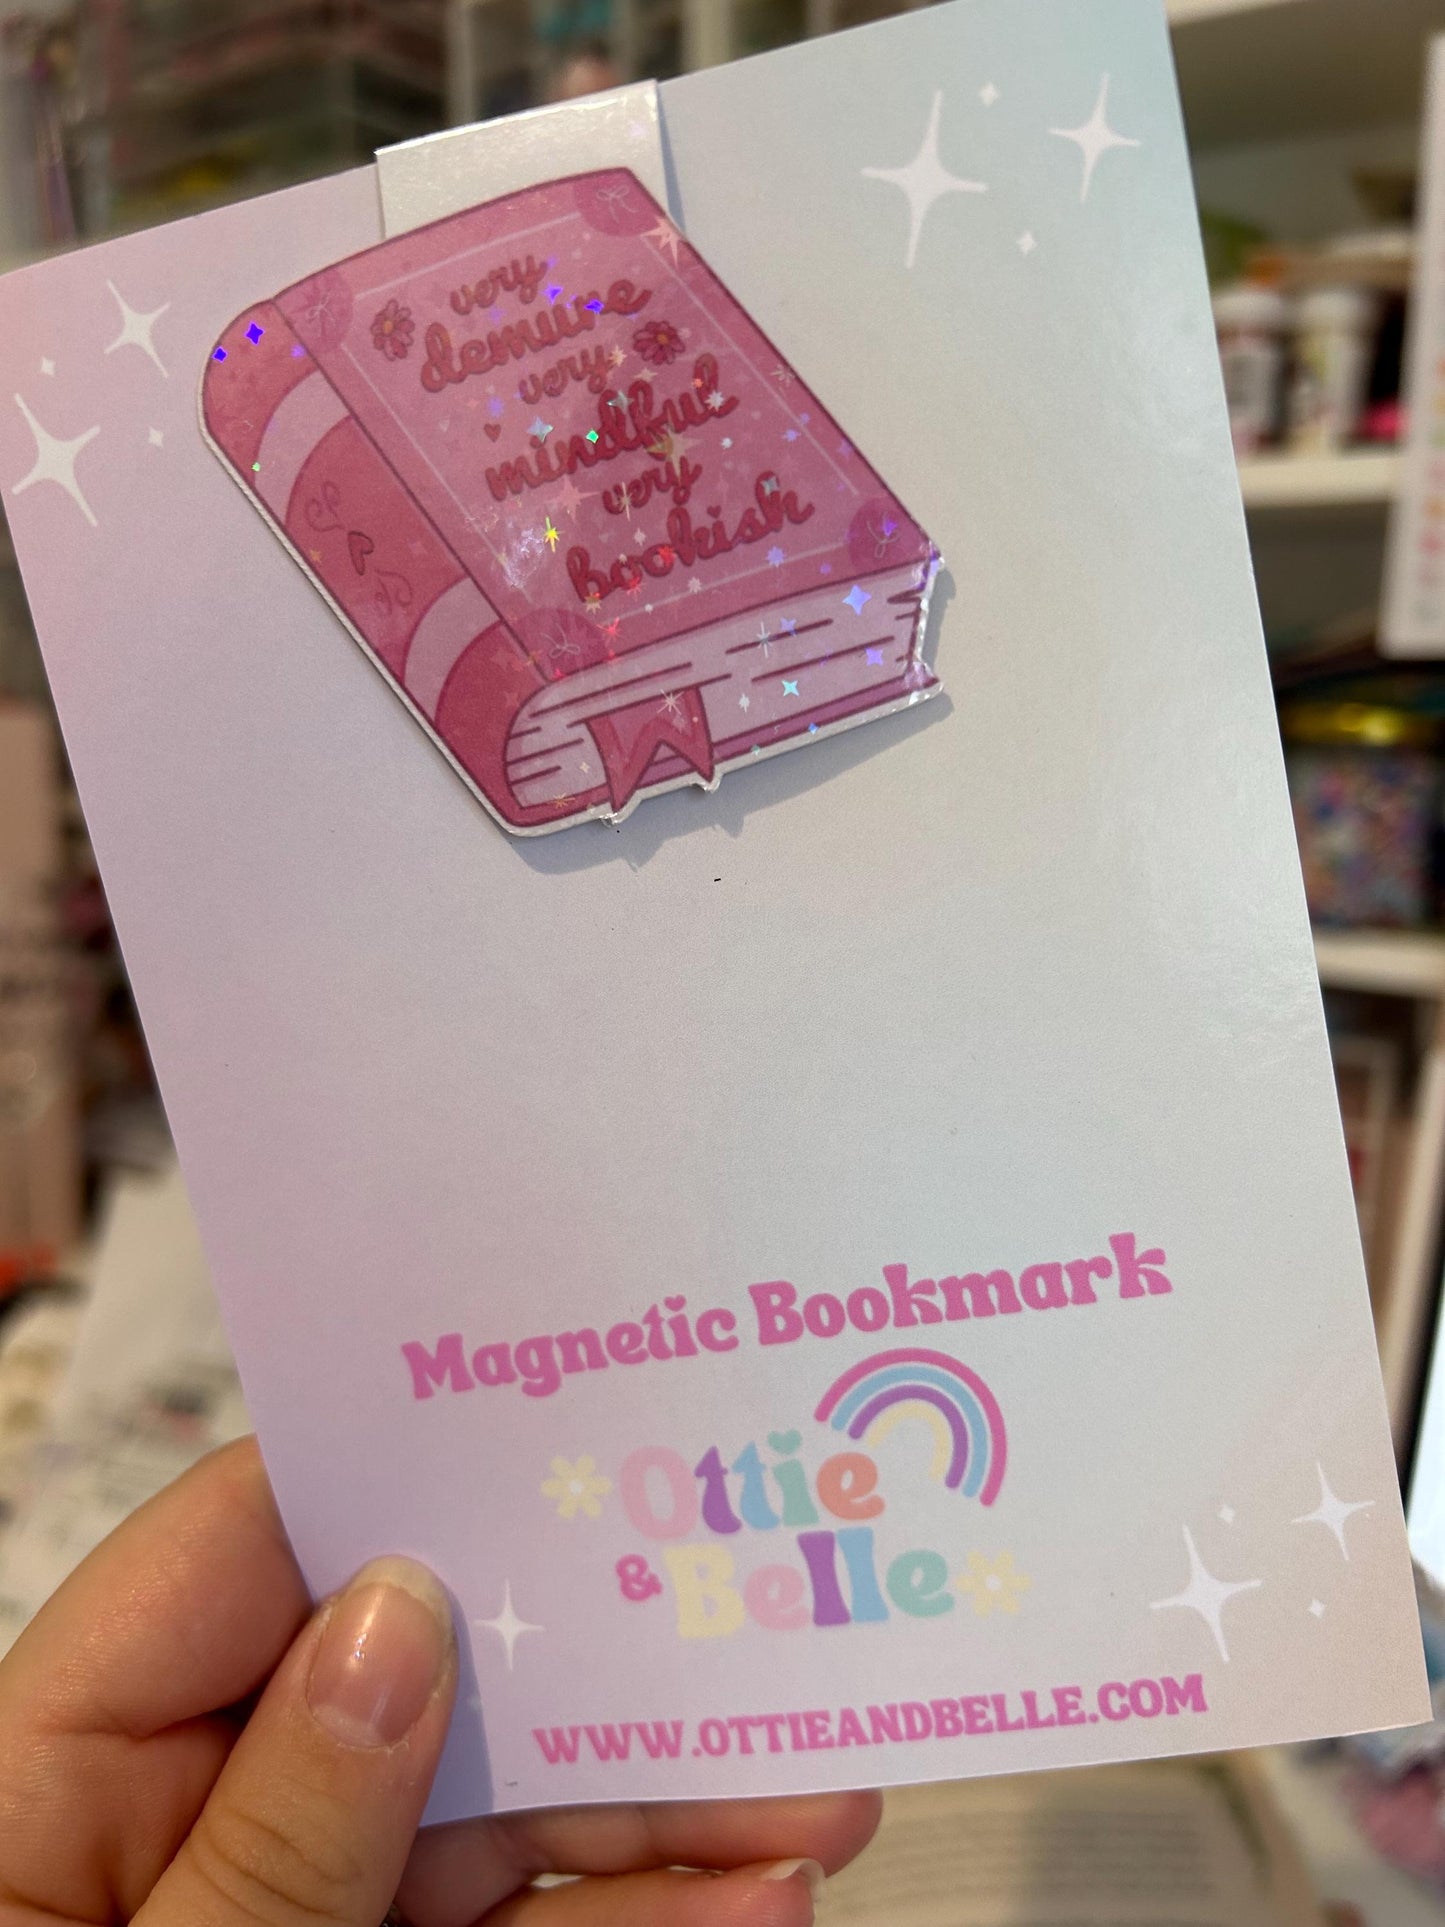 very
demure
very
mindful
very
bookish
Magnetic Bookmark
Ottie
& Belle
WWW.OTTIEANDBELLE.COM